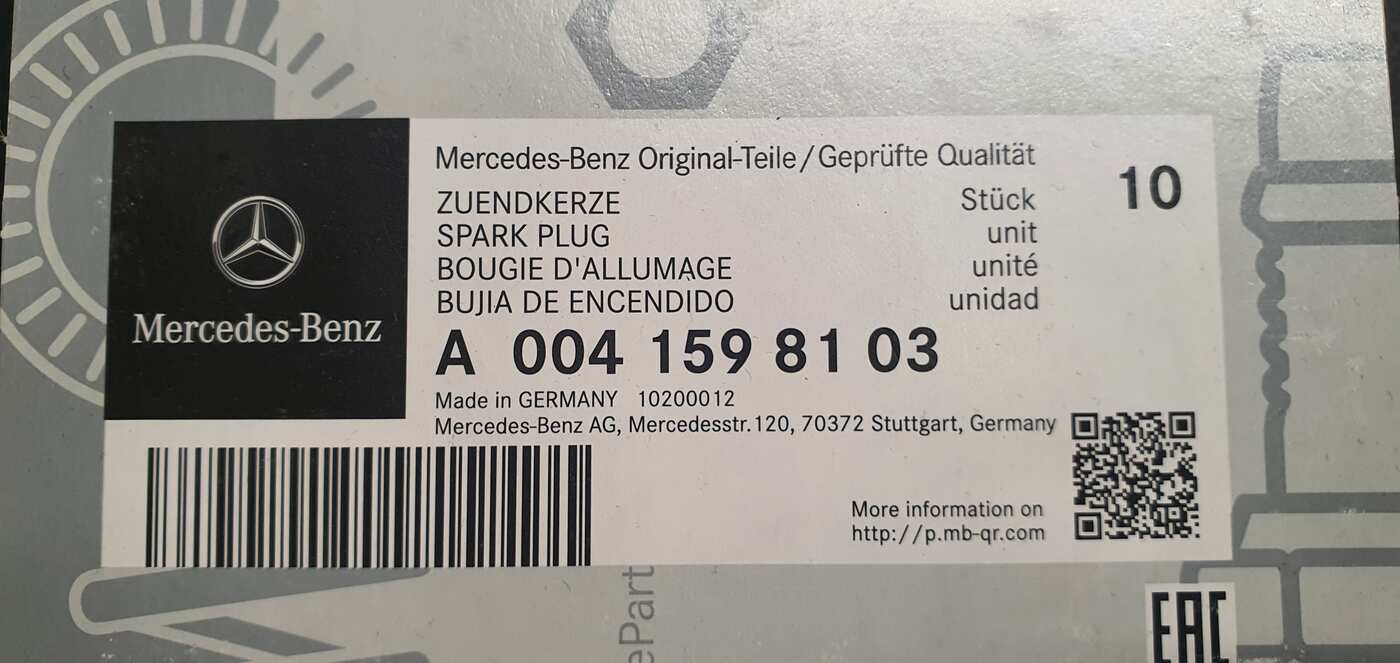 Mercedes-Benz
Mercedes-Benz Original-Teile/Geprüfte Qualität
10
ZUENDKERZE Stück
SPARK PLUG unit
BOUGIE D'ALLUMAGE unité
BUJIA DE ENCENDIDO unidad
A 004 159 81 03
Made in GERMANY 10200012
Mercedes-Benz AG, Mercedesstr.120, 70372 Stuttgart, Germany
More information on
http://p.mb-qr.com
ePart
EAC